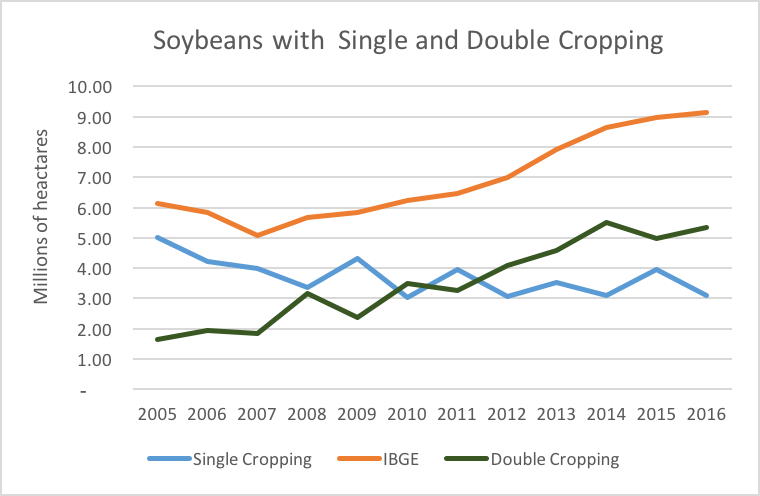 Soybeans with Single and Double Cropping
Millions of heactares
10.00
9.00
8.00
7.00
6.00
5.00
4.00
3.00
2.00
1.00
-
2005 2006 2007 2008 2009 2010 2011 2012 2013 2014 2015 2016
Single Cropping IBGE Double Cropping